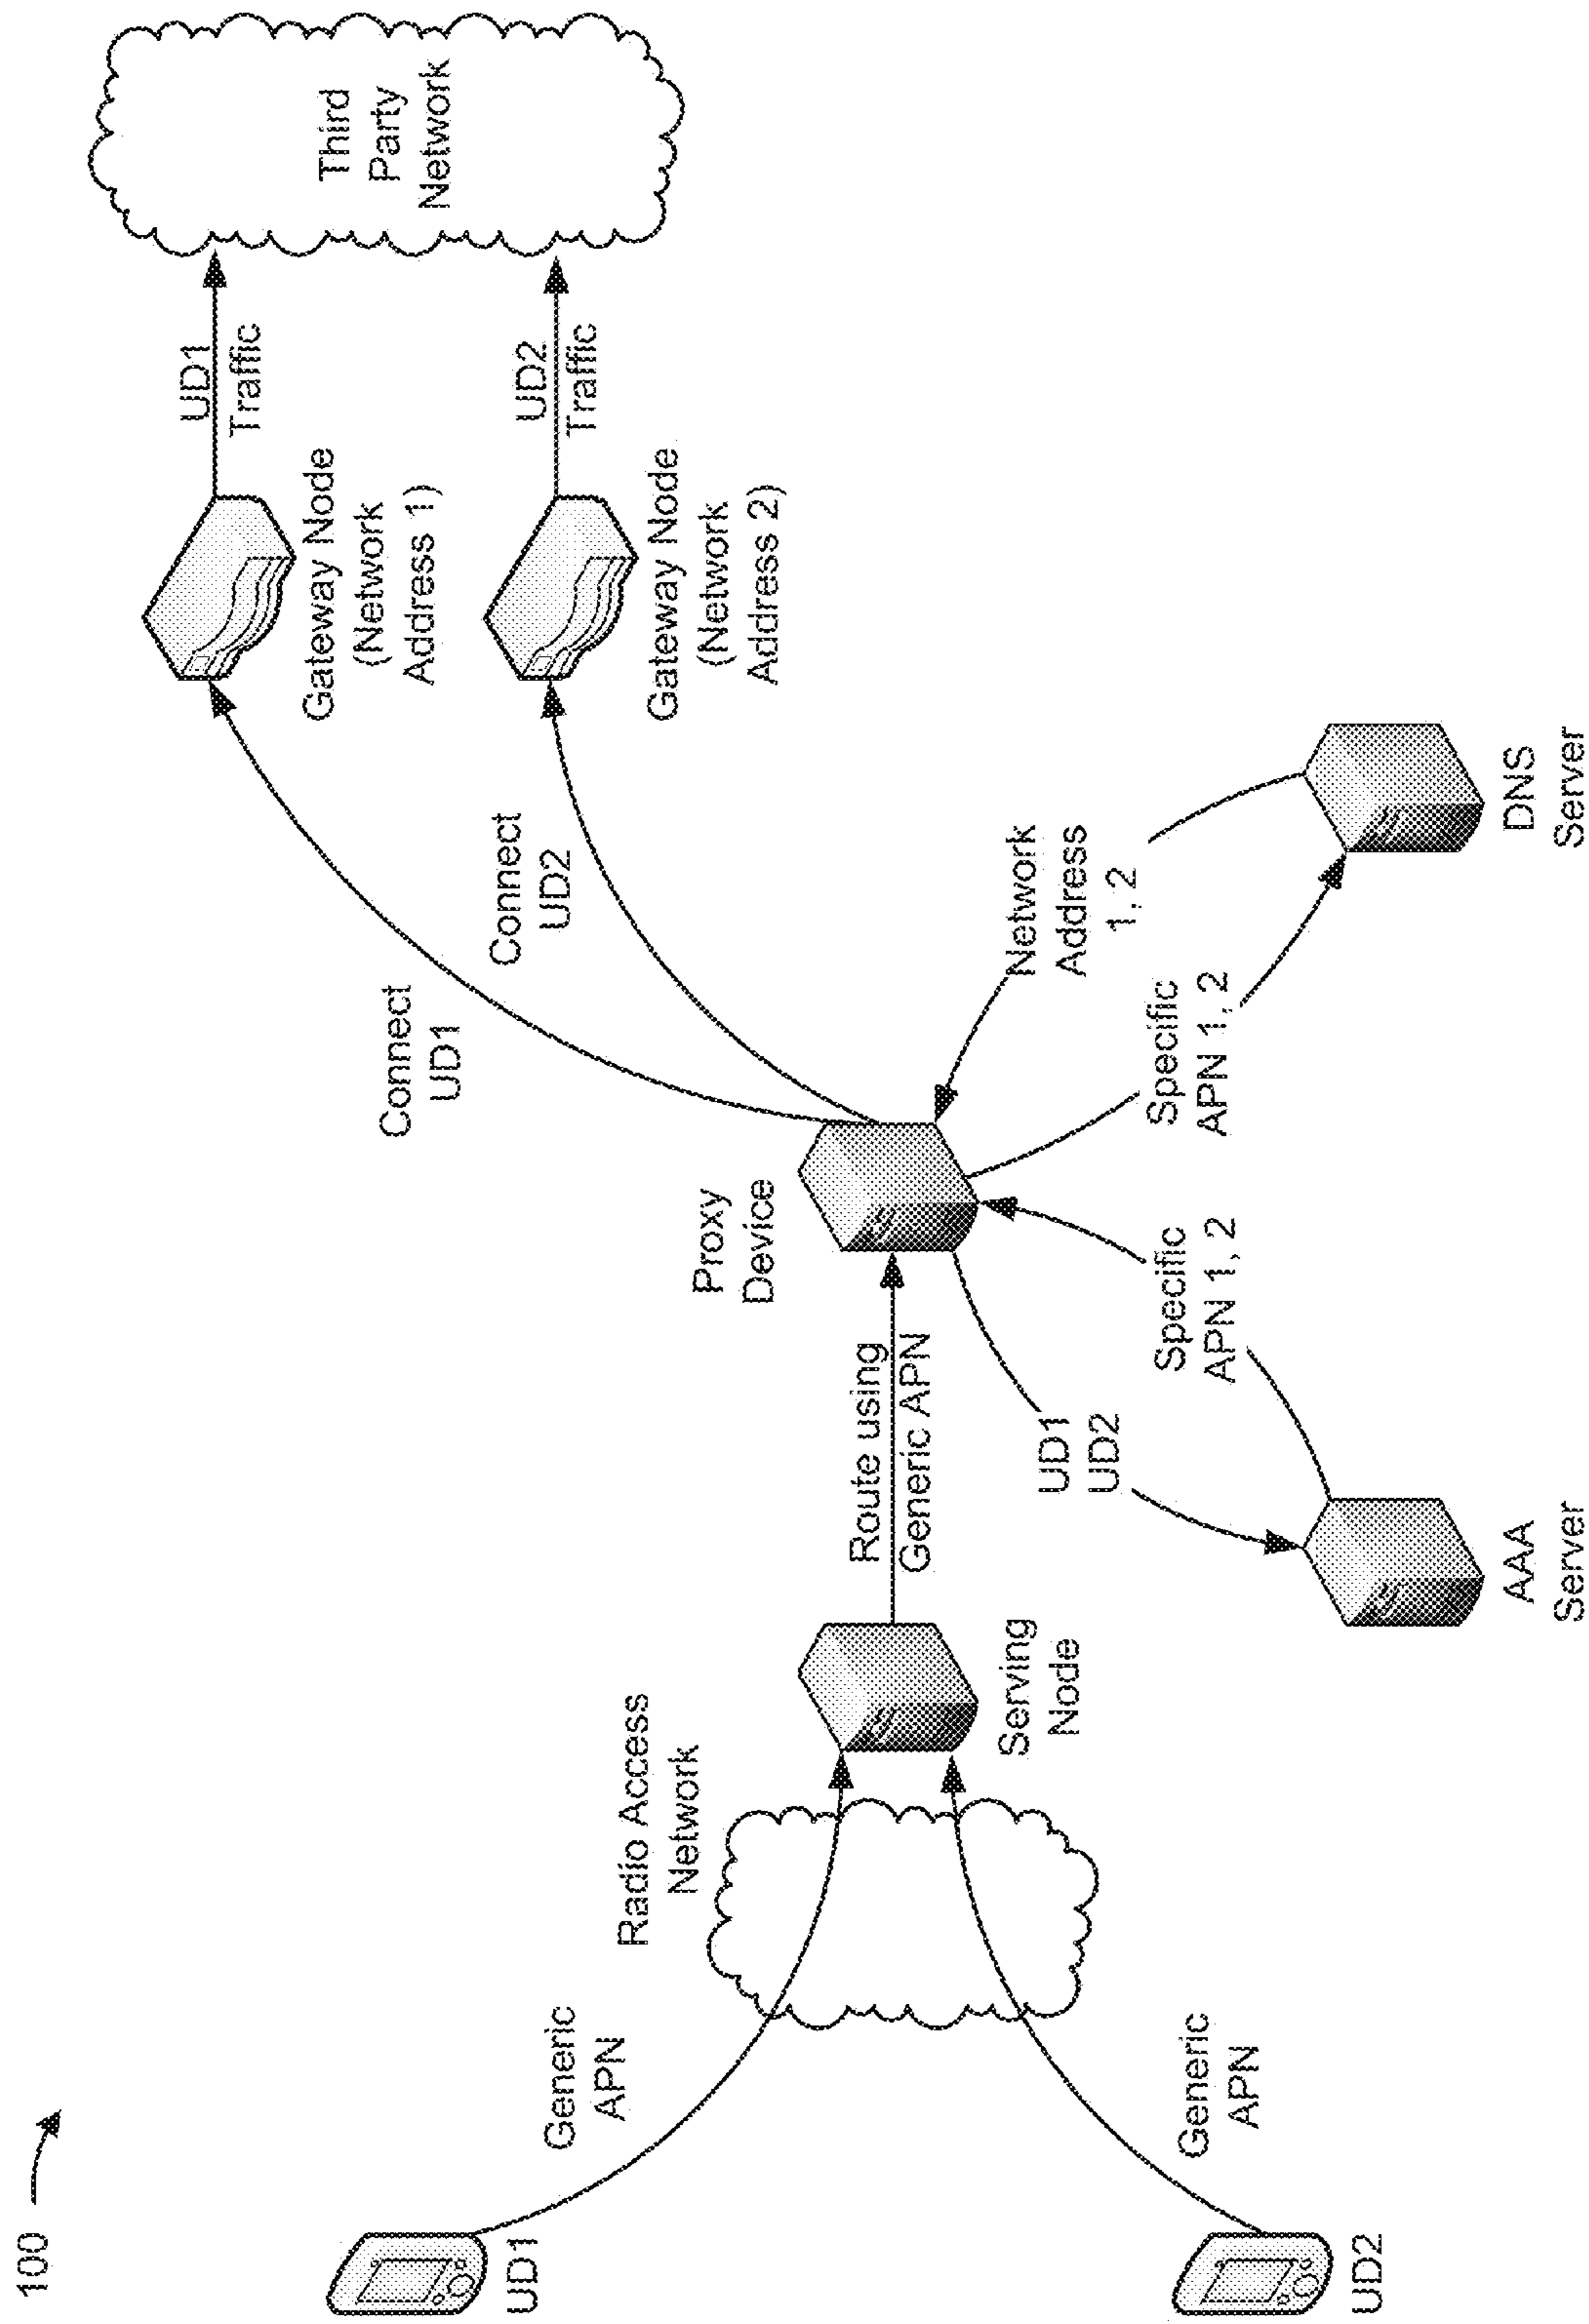 100
UD1
Generic
APN
UD2
Generic
APN
Radio Access
Network
Serving
Node
Route using
Generic APN
Proxy
Device
UD1
UD2
AAA
Server
Specific
APN 1, 2
Specific
APN 1, 2
DNS
Server
Network
Address
1, 2
Connect
UD1
Connect
UD2
Gateway Node
(Network
Address 1)
Gateway Node
(Network
Address 2)
UD1
Traffic
UD2
Traffic
Third
Party
Network